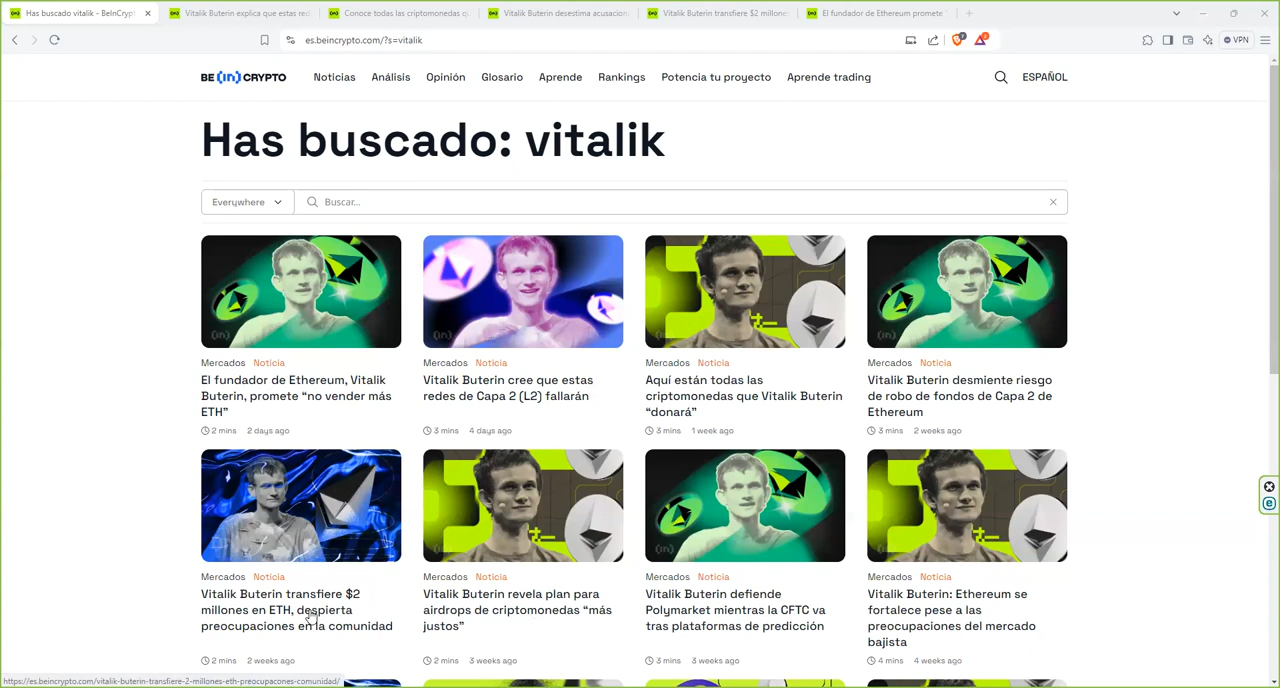 Has buscado vitalik - BeInCryp
Vitalik Buterin explica que estas red
Conoce todas las criptomonedas qu
Vitalik Buterin desestima acusacion
Vitalik Buterin transfiere $2 millones
El fundador de Ethereum promete
es.beincrypto.com/?s=vitalik
VPN
BE [in] CRYPTO
Noticias Análisis Opinión Glosario Aprende Rankings Potencia tu proyecto Aprende trading
ESPAÑOL
Has buscado: vitalik
Everywhere
Buscar...
Mercados Noticia
El fundador de Ethereum, Vitalik
Buterin, promete “no vender más
ETH”
2 mins 2 days ago
Mercados Noticia
Vitalik Buterin cree que estas
redes de Capa 2 (L2) fallarán
3 mins 4 days ago
Mercados Noticia
Aquí están todas las
criptomonedas que Vitalik Buterin
“donará”
3 mins 1 week ago
Mercados Noticia
Vitalik Buterin desmiente riesgo
de robo de fondos de Capa 2 de
Ethereum
3 mins 2 weeks ago
Mercados Noticia
Vitalik Buterin transfiere $2
millones en ETH, despierta
preocupaciones en la comunidad
2 mins 2 weeks ago
Mercados Noticia
Vitalik Buterin revela plan para
airdrops de criptomonedas “más
justos”
2 mins 3 weeks ago
Mercados Noticia
Vitalik Buterin defiende
Polymarket mientras la CFTC va
tras plataformas de predicción
3 mins 3 weeks ago
Mercados Noticia
Vitalik Buterin: Ethereum se
fortalece pese a las
preocupaciones del mercado
bajista
4 mins 4 weeks ago
https://es.beincrypto.com/vitalik-buterin-transfiere-2-millones-eth-preocupacones-comunidad/